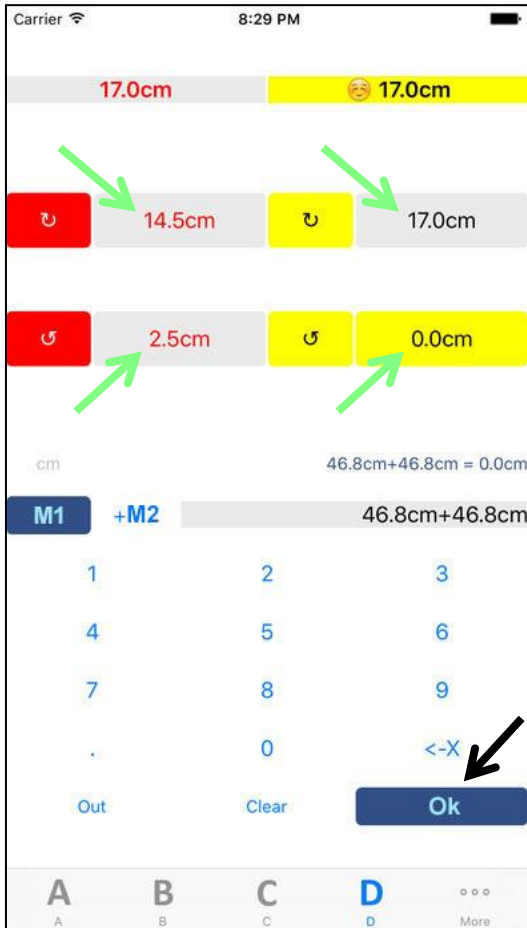 Carrier 8:29 PM
17.0cm ☺️ 17.0cm
↻ 14.5cm ↻ 17.0cm
↺ 2.5cm ↺ 0.0cm
cm 46.8cm+46.8cm = 0.0cm
M1 +M2 46.8cm+46.8cm
1 2 3
4 5 6
7 8 9
. 0 <-X
Out Clear Ok
A B C D ooo
A B C D More